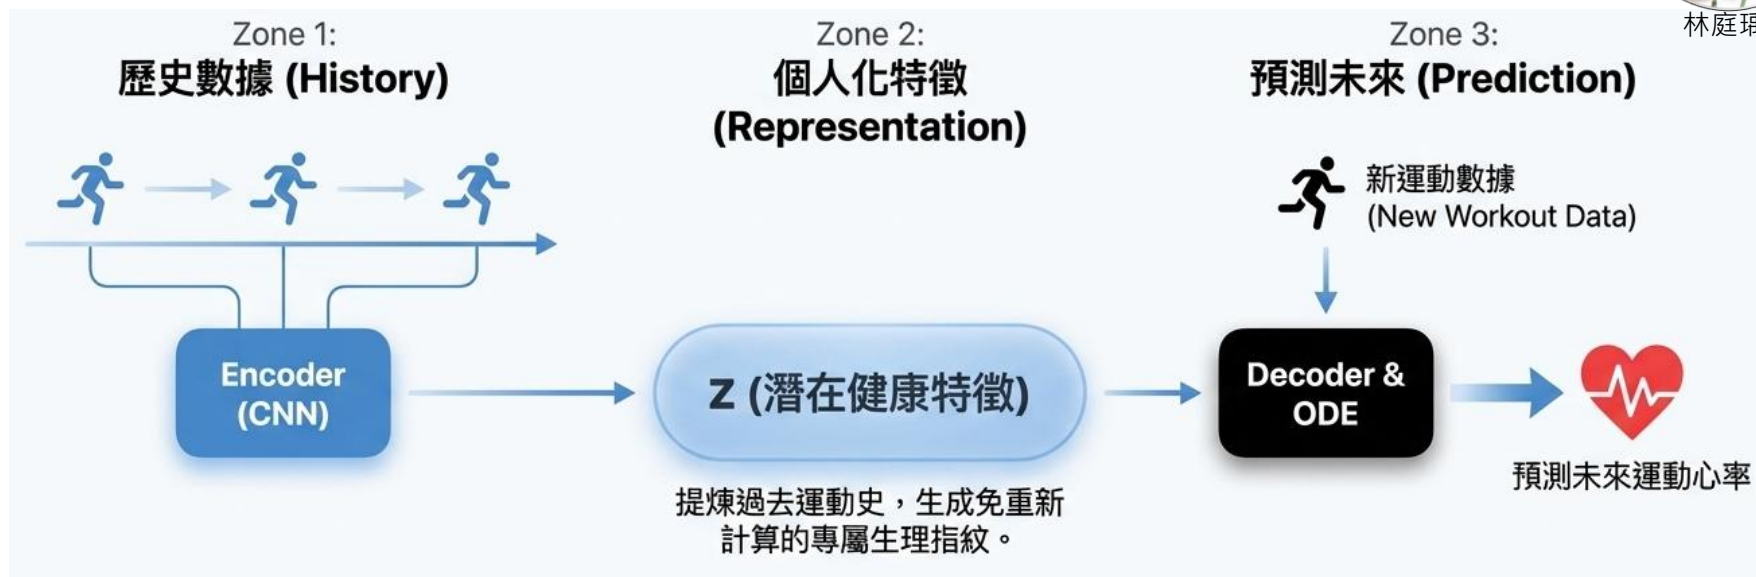 林庭
Zone 1:
歷史數據 (History)
Zone 2:
個人化特徵
(Representation)
Zone 3:
預測未來 (Prediction)
新運動數據
(New Workout Data)
Encoder
(CNN)
Z (潛在健康特徵)
Decoder &
ODE
提煉過去運動史，生成免重新
計算的專屬生理指紋。
預測未來運動心率